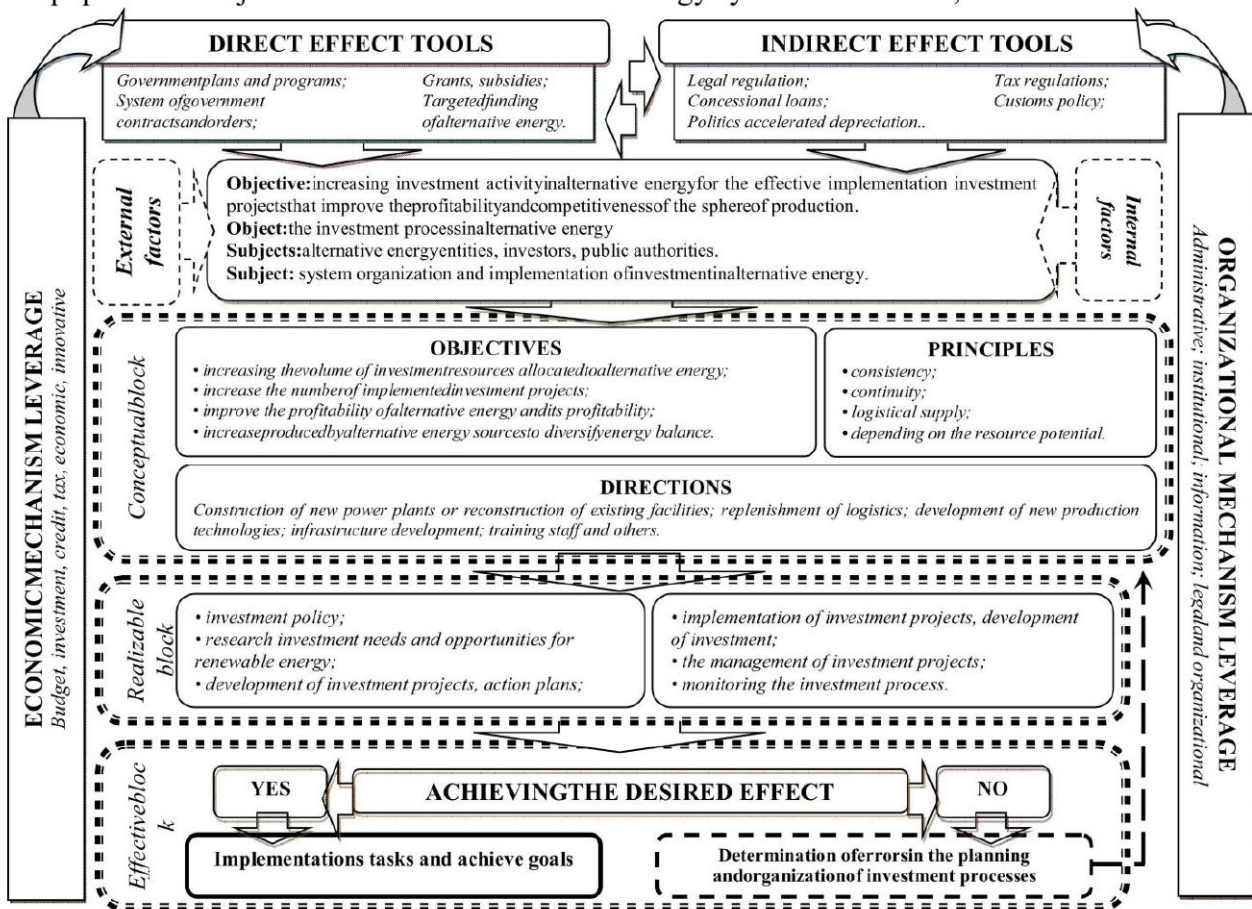 DIRECT EFFECT TOOLS
Governmentplans and programs;
System ofgovernment
contractsandorders;
Grants, subsidies;
Targetedfunding
ofalternative energy.
INDIRECT EFFECT TOOLS
Legal regulation;
Concessional loans;
Politics accelerated depreciation..
Tax regulations;
Customs policy;
ECONOMICMECHANISM LEVERAGE
Budget, investment, credit, tax, economic, innovative
External
factors
Objective:increasing investment activityinalternative energyfor the effective implementation investment
projectsthat improve theprofitabilityandcompetitivenessof the sphereof production.
Object:the investment processinalternative energy
Subjects:alternative energyentities, investors, public authorities.
Subject: system organization and implementation ofinvestmentinalternative energy.
Internal
factors
ORGANIZATIONAL MECHANISM LEVERAGE
Administrative; institutional; information; legaland organizational
Conceptualblock
OBJECTIVES
• increasing thevolume of investmentresources allocatedtoalternative energy;
• increase the numberof implementedinvestment projects;
• improve the profitability ofalternative energy andits profitability;
• increaseproducedbyalternative energy sourcesto diversifyenergy balance.
PRINCIPLES
• consistency;
• continuity;
• logistical supply;
• depending on the resource potential.
DIRECTIONS
Construction of new power plants or reconstruction of existing facilities; replenishment of logistics; development of new production
technologies; infrastructure development; training staff and others.
Realizable
block
• investment policy;
• research investment needs and opportunities for
renewable energy;
• development of investment projects, action plans;
• implementation of investment projects, development
of investment;
• the management of investment projects;
• monitoring the investment process.
Effectivebloc
k
YES
ACHIEVINGTHE DESIRED EFFECT
NO
Implementations tasks and achieve goals
Determination oferrorsin the planning
andorganizationof investment processes